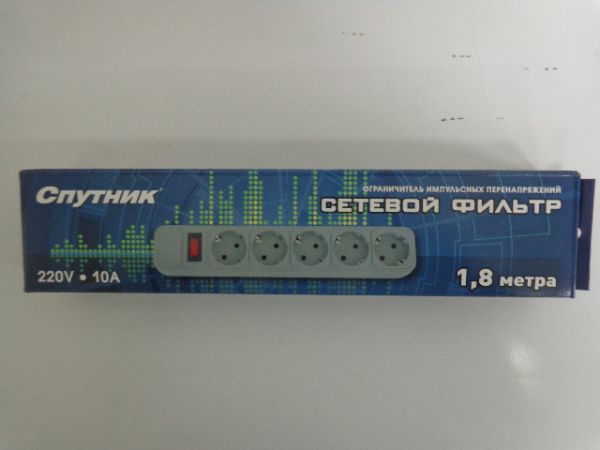 Спутник®
ОГРАНИЧИТЕЛЬ ИМПУЛЬСНЫХ ПЕРЕНАПРЯЖЕНИЙ
СЕТЕВОЙ ФИЛЬТР
220V • 10A
1,8 метра